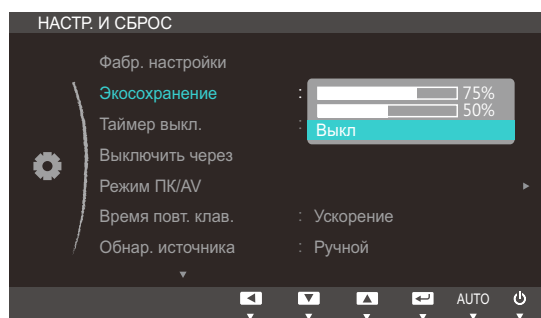 НАСТР. И СБРОС
Фабр. настройки
Экосохранение : 75%
50%
Таймер выкл. : Выкл
Выключить через
Режим ПК/AV
Время повт. клав. : Ускорение
Обнар. источника : Ручной
AUTO